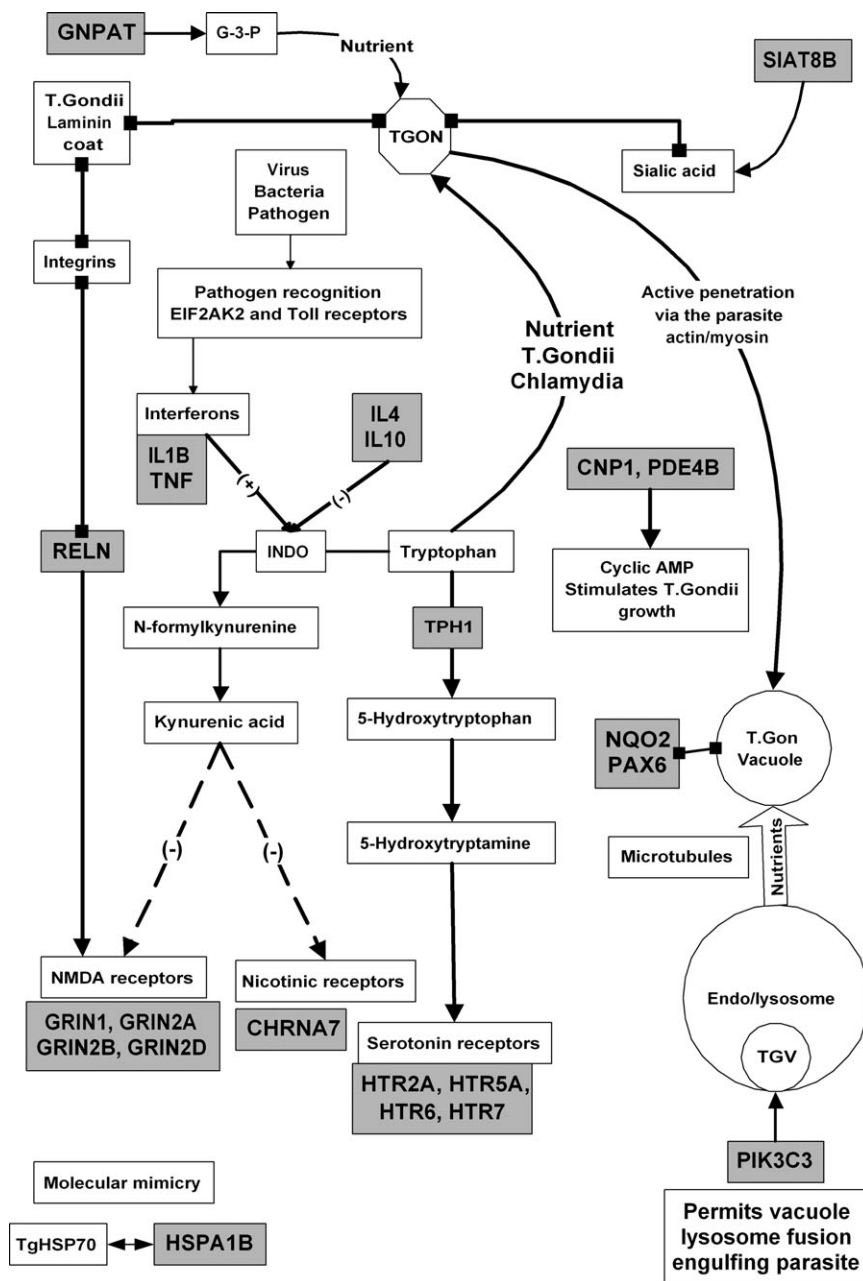 GNPAT
G-3-P
Nutrient
SIAT8B
T.Gondii
Laminin
coat
TGON
Sialic acid
Virus
Bacteria
Pathogen
Integrins
Pathogen recognition
EIF2AK2 and Toll receptors
Active penetration
via the parasite
actin/myosin
Nutrient
T.Gondii
Chlamydia
Interferons
IL1B
TNF
IL4
IL10
(+)
(-)
CNP1, PDE4B
RELN
INDO
Tryptophan
Cyclic AMP
Stimulates T.Gondii
growth
N-formylkynurenine
TPH1
Kynurenic acid
5-Hydroxytryptophan
NQO2
PAX6
T.Gon
Vacuole
(-)
(-)
5-Hydroxytryptamine
Microtubules
Nutrients
NMDA receptors
GRIN1, GRIN2A
GRIN2B, GRIN2D
Nicotinic receptors
CHRNA7
Serotonin receptors
HTR2A, HTR5A,
HTR6, HTR7
Endo/lysosome
TGV
PIK3C3
Permits vacuole
lysosome fusion
engulfing parasite
Molecular mimicry
TgHSP70
HSPA1B